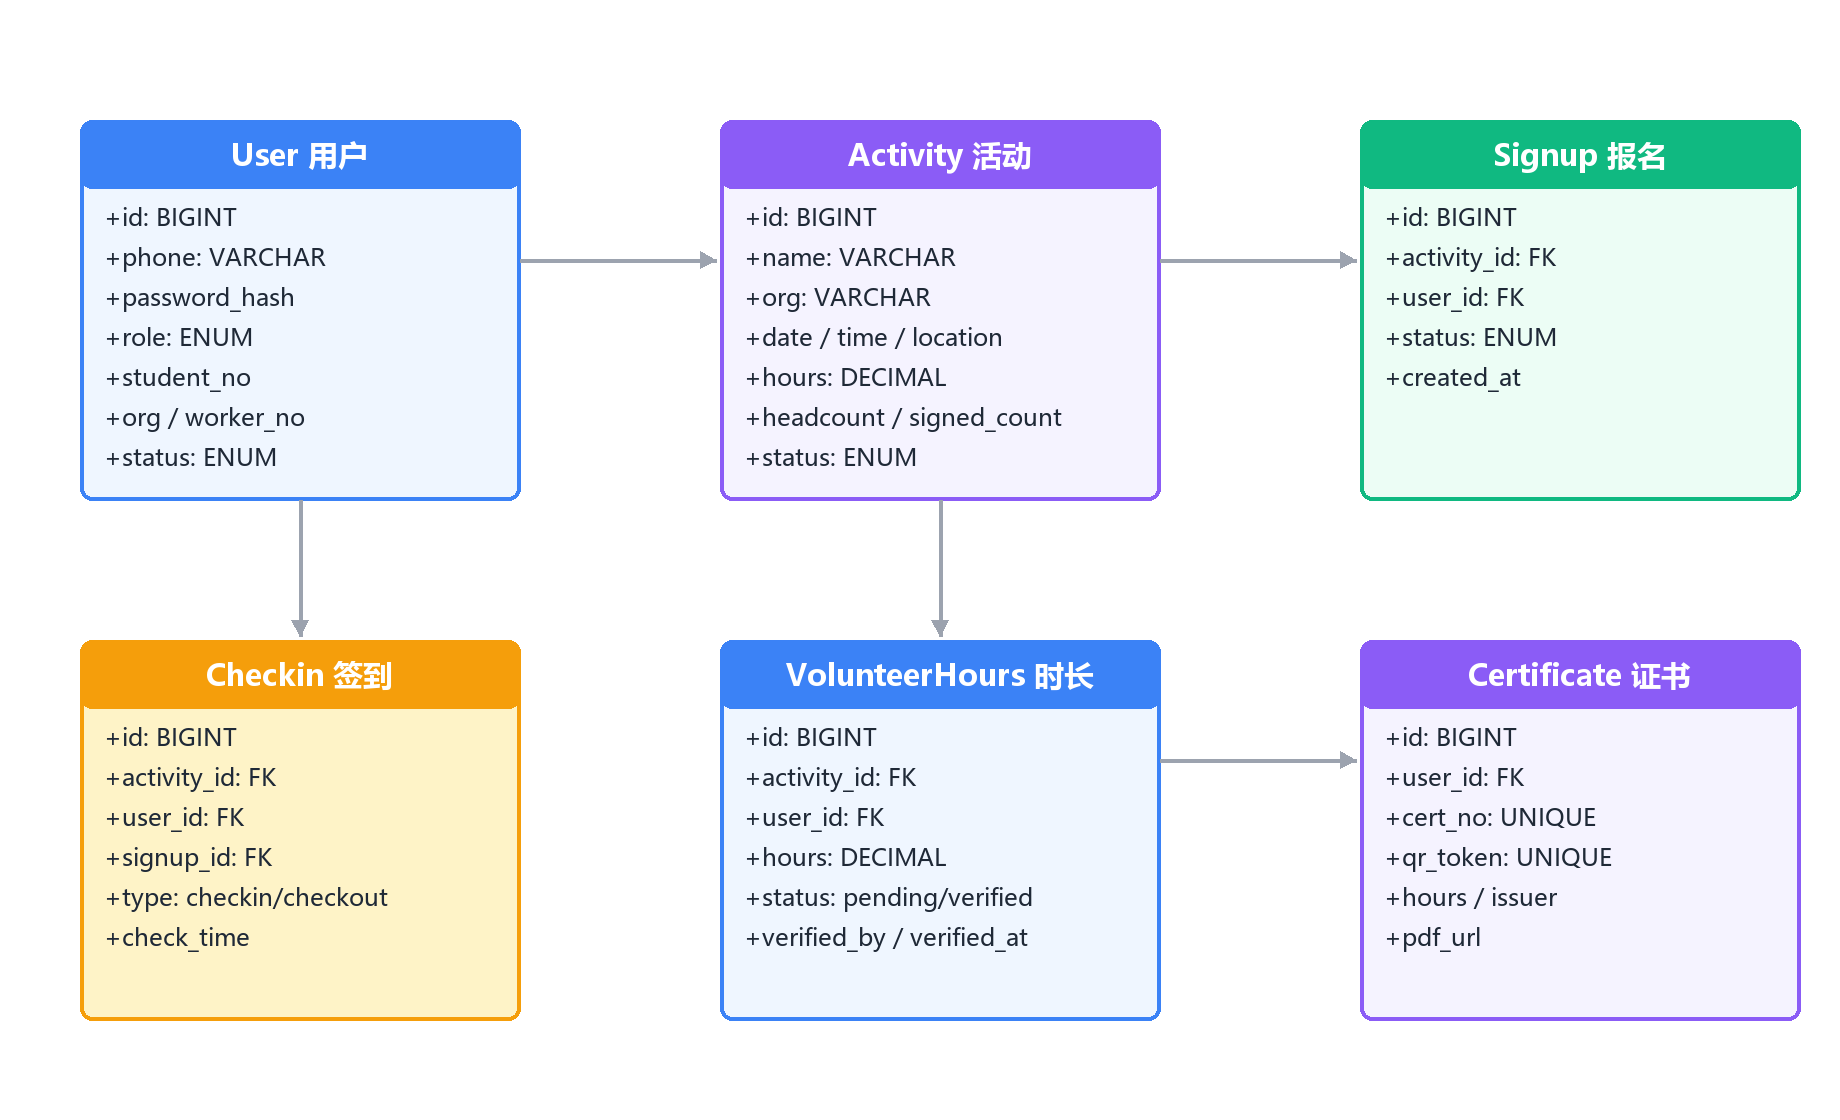 User 用户
+id: BIGINT
+phone: VARCHAR
+password_hash
+role: ENUM
+student_no
+org / worker_no
+status: ENUM
Activity 活动
+id: BIGINT
+name: VARCHAR
+org: VARCHAR
+date / time / location
+hours: DECIMAL
+headcount / signed_count
+status: ENUM
Signup 报名
+id: BIGINT
+activity_id: FK
+user_id: FK
+status: ENUM
+created_at
Checkin 签到
+id: BIGINT
+activity_id: FK
+user_id: FK
+signup_id: FK
+type: checkin/checkout
+check_time
VolunteerHours 时长
+id: BIGINT
+activity_id: FK
+user_id: FK
+hours: DECIMAL
+status: pending/verified
+verified_by / verified_at
Certificate 证书
+id: BIGINT
+user_id: FK
+cert_no: UNIQUE
+qr_token: UNIQUE
+hours / issuer
+pdf_url